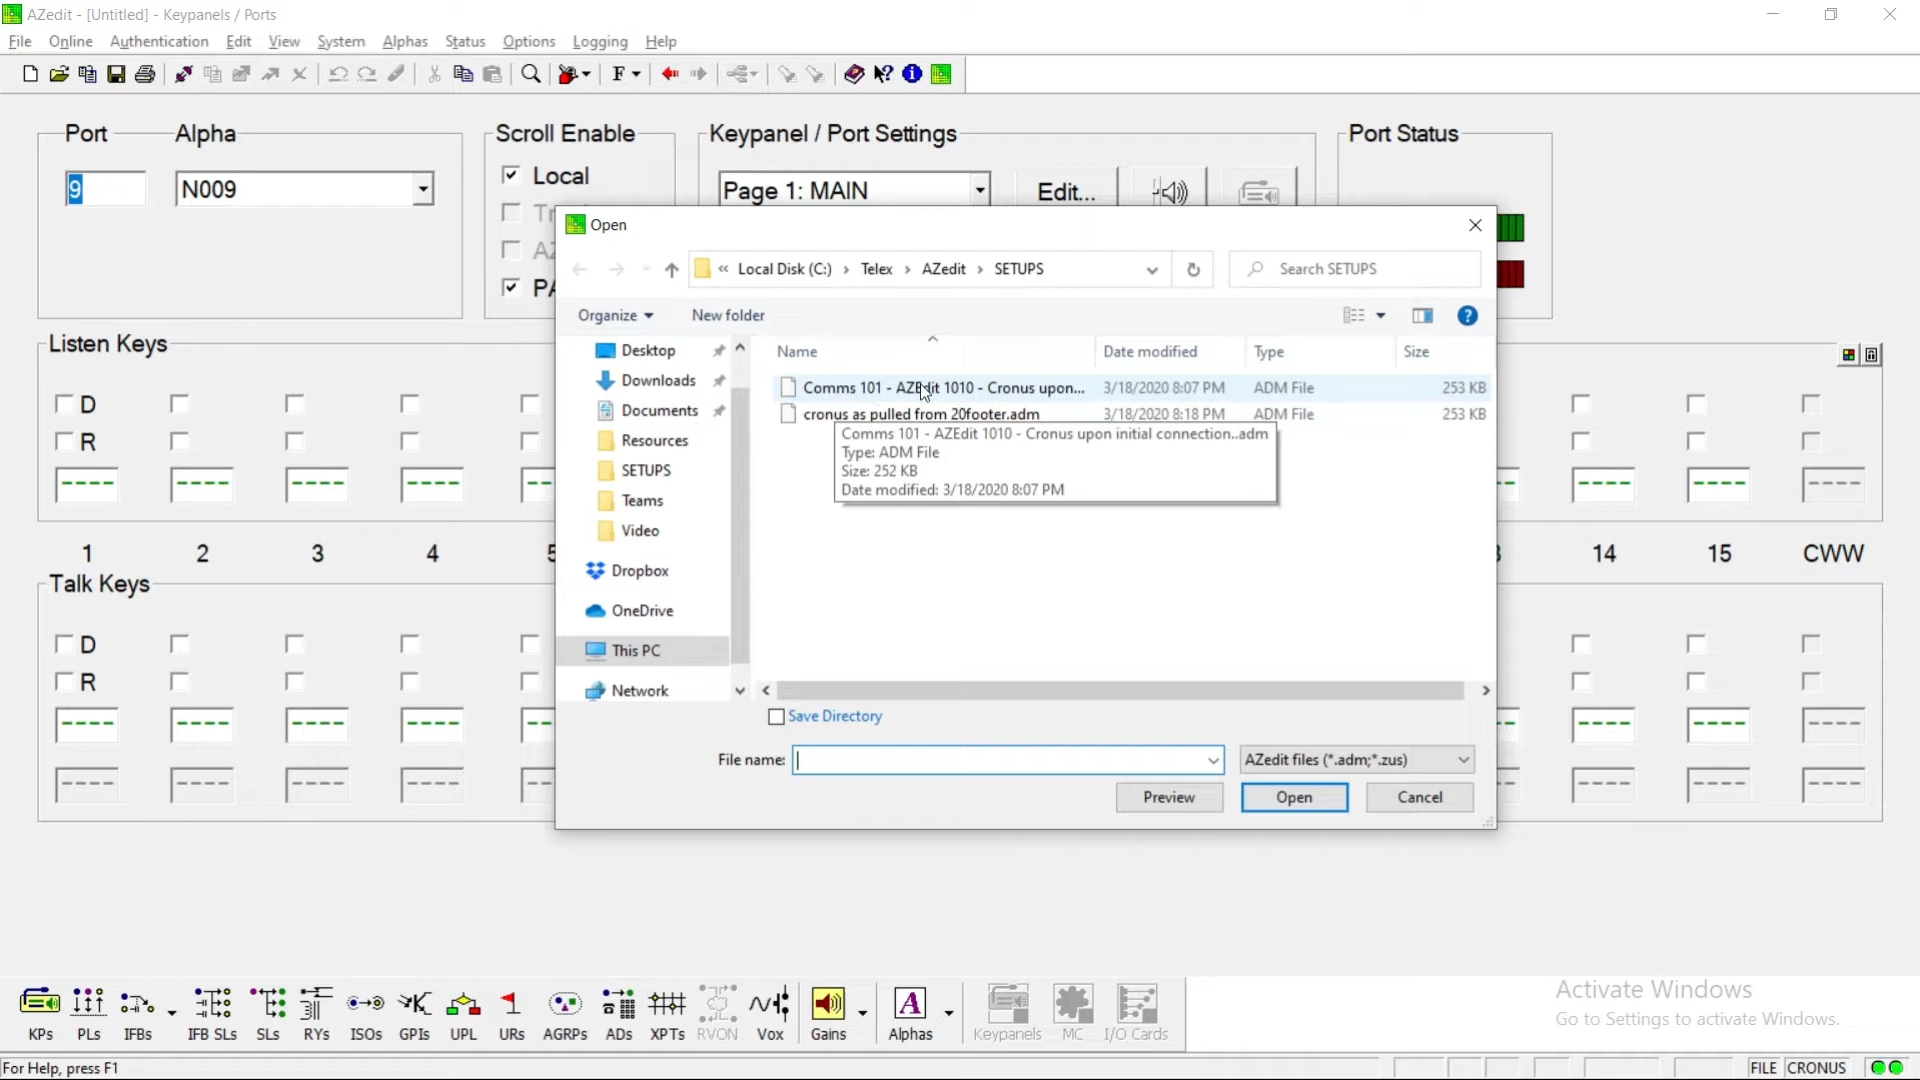 AZedit - [Untitled] - Keypanels / Ports
File Online Authentication Edit View System Alphas Status Options Logging Help
F
Port Alpha Scroll Enable Keypanel / Port Settings Port Status
9 N009 Local Page 1: MAIN Edit...
Open
« Local Disk (C:) › Telex › AZedit › SETUPS Search SETUPS
Organize New folder
Listen Keys
Name Date modified Type Size
Desktop
Downloads
Documents
Resources
SETUPS
Teams
Video
Dropbox
OneDrive
This PC
Network
Comms 101 - AZEdit 1010 - Cronus upon... 3/18/2020 8:07 PM ADM File 253 KB
cronus as pulled from 20footer.adm 3/18/2020 8:18 PM ADM File 253 KB
Comms 101 - AZEdit 1010 - Cronus upon initial connection..adm
Type: ADM File
Size: 252 KB
Date modified: 3/18/2020 8:07 PM
D
R
---- ---- ---- ---- ---- ---- ----
1 2 3 4 5 14 15 CWW
Talk Keys
D
R
---- ---- ---- ---- ---- ---- ----
---- ---- ---- ---- ---- ---- ----
Save Directory
File name: AZedit files (*.adm;*.zus)
Preview Open Cancel
KPs PLs IFBs IFB SLs SLs RYs ISOs GPIs UPL URs AGRPs ADs XPTs RVON Vox Gains Alphas Keypanels MC I/O Cards
Activate Windows
Go to Settings to activate Windows.
For Help, press F1 FILE CRONUS